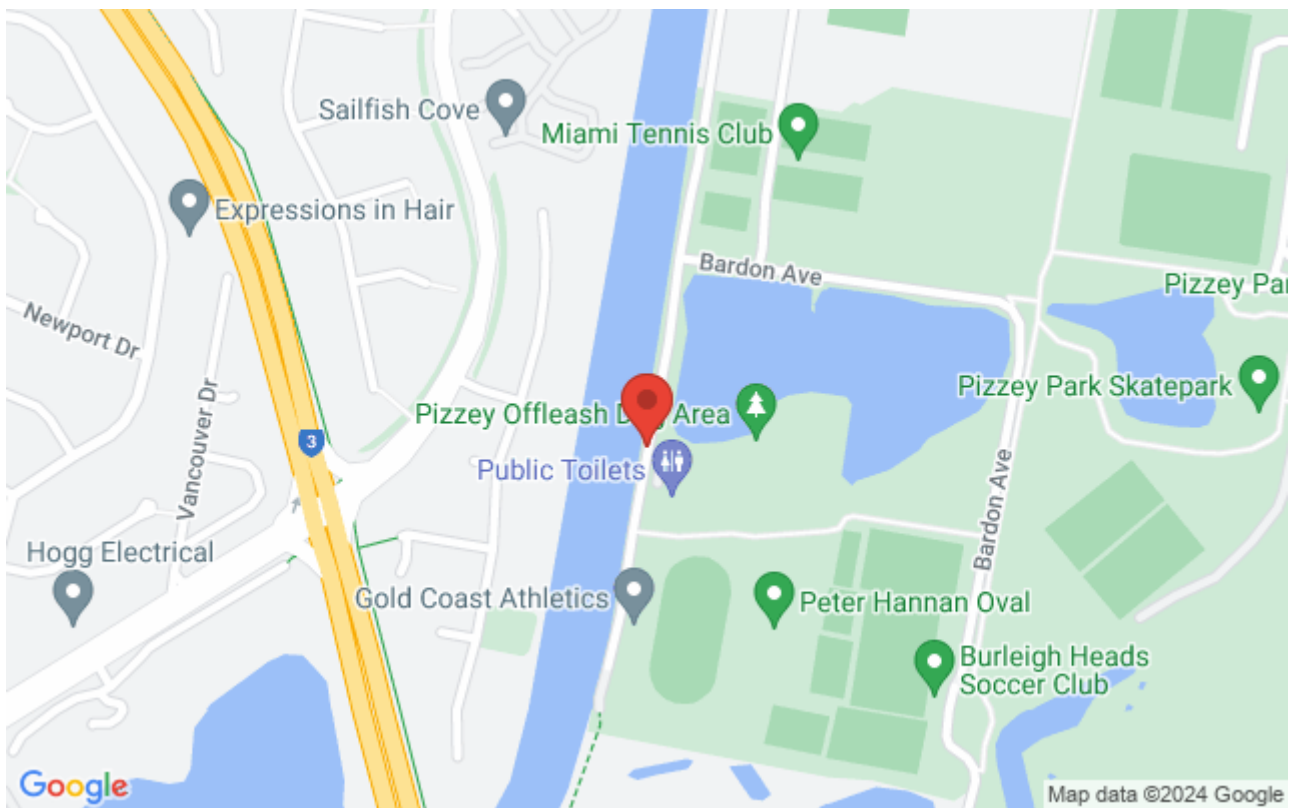 Sailfish Cove
Miami Tennis Club
Expressions in Hair
Bardon Ave
Pizzey Par
Newport Dr
Vancouver Dr
3
Pizzey Offleash D g Area
Pizzey Park Skatepark
Public Toilets
Bardon Ave
Hogg Electrical
Gold Coast Athletics
Peter Hannan Oval
Burleigh Heads
Soccer Club
Google
Map data ©2024 Google